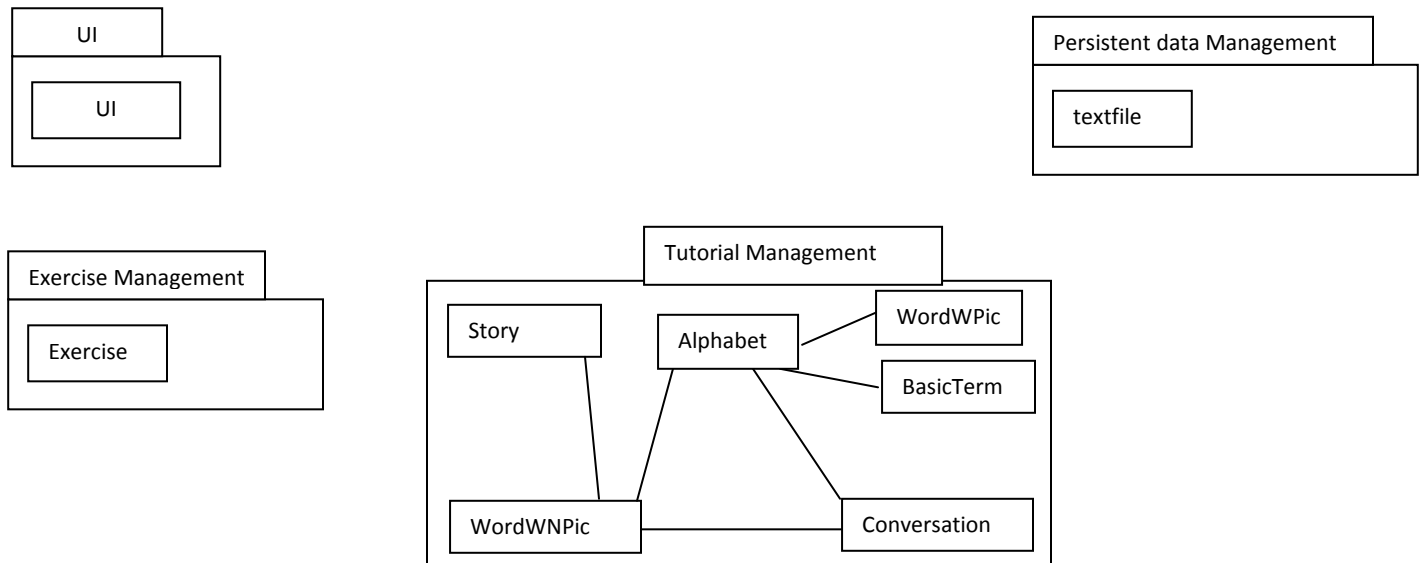 UI
UI
Persistent data Management
textfile
Exercise Management
Exercise
Tutorial Management
Story
Alphabet
WordWPic
BasicTerm
WordWNPic
Conversation